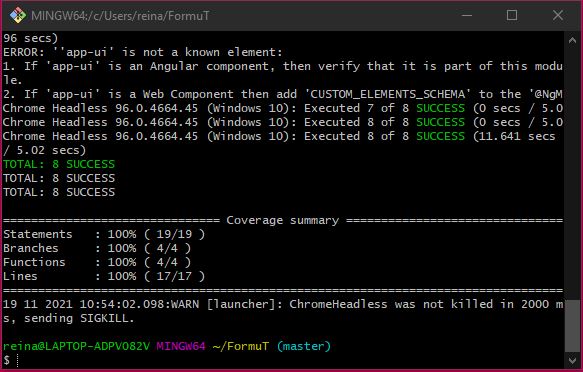 MINGW64:/c/Users/reina/FormuT
96 secs)
ERROR: ''app-ui' is not a known element:
1. If 'app-ui' is an Angular component, then verify that it is part of this modu
le.
2. If 'app-ui' is a Web Component then add 'CUSTOM_ELEMENTS_SCHEMA' to the '@NgM
Chrome Headless 96.0.4664.45 (Windows 10): Executed 7 of 8 SUCCESS (0 secs / 5.0
Chrome Headless 96.0.4664.45 (Windows 10): Executed 8 of 8 SUCCESS (0 secs / 5.0
Chrome Headless 96.0.4664.45 (Windows 10): Executed 8 of 8 SUCCESS (11.641 secs
/ 5.02 secs)
TOTAL: 8 SUCCESS
TOTAL: 8 SUCCESS
TOTAL: 8 SUCCESS
=============================== Coverage summary ===============================
Statements   : 100% ( 19/19 )
Branches     : 100% ( 4/4 )
Functions    : 100% ( 4/4 )
Lines        : 100% ( 17/17 )
================================================================================
19 11 2021 10:54:02.098:WARN [launcher]: ChromeHeadless was not killed in 2000 m
s, sending SIGKILL.
reina@LAPTOP-ADPVO82V MINGW64 ~/FormuT (master)
$